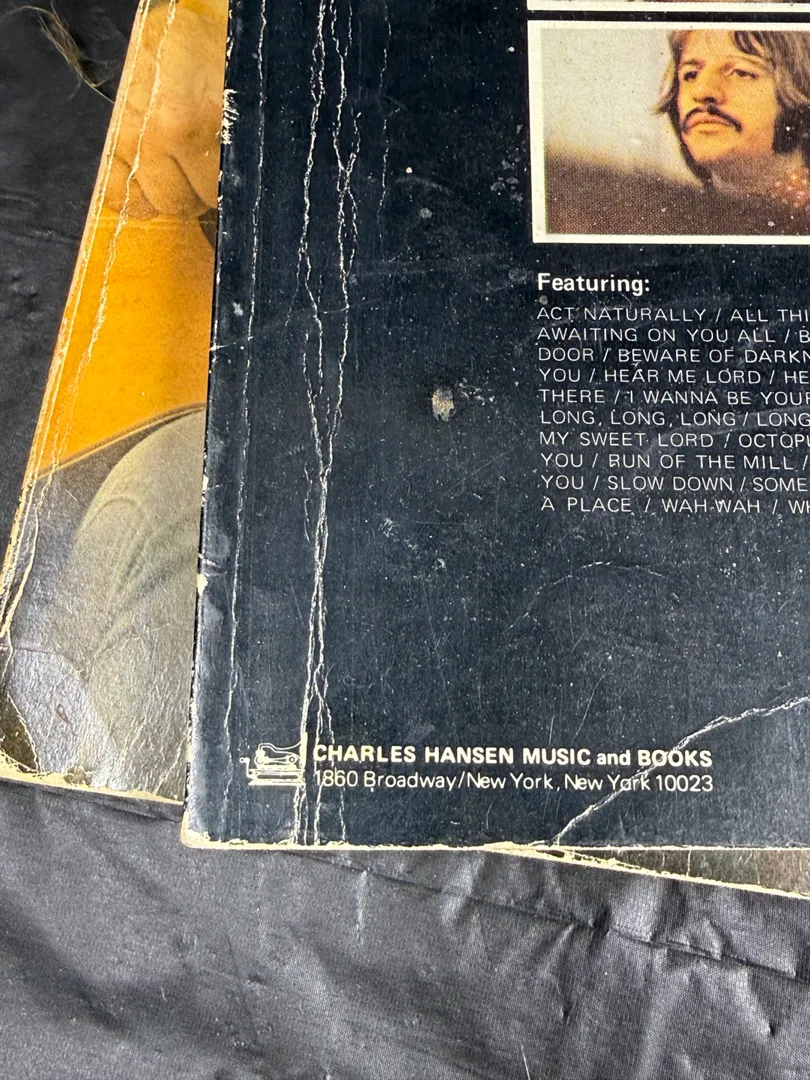 Featuring:
ACT NATURALLY / ALL THI
AWAITING ON YOU ALL / B
DOOR / BEWARE OF DARKN
YOU / HEAR ME LORD / HE
THERE / I WANNA BE YOUR
LONG, LONG, LONG / LONG
MY SWEET LORD / OCTOPU
YOU / RUN OF THE MILL /
YOU / SLOW DOWN / SOME
A PLACE / WAH-WAH / WH
CHARLES HANSEN MUSIC and BOOKS
1860 Broadway/New York, New York 10023